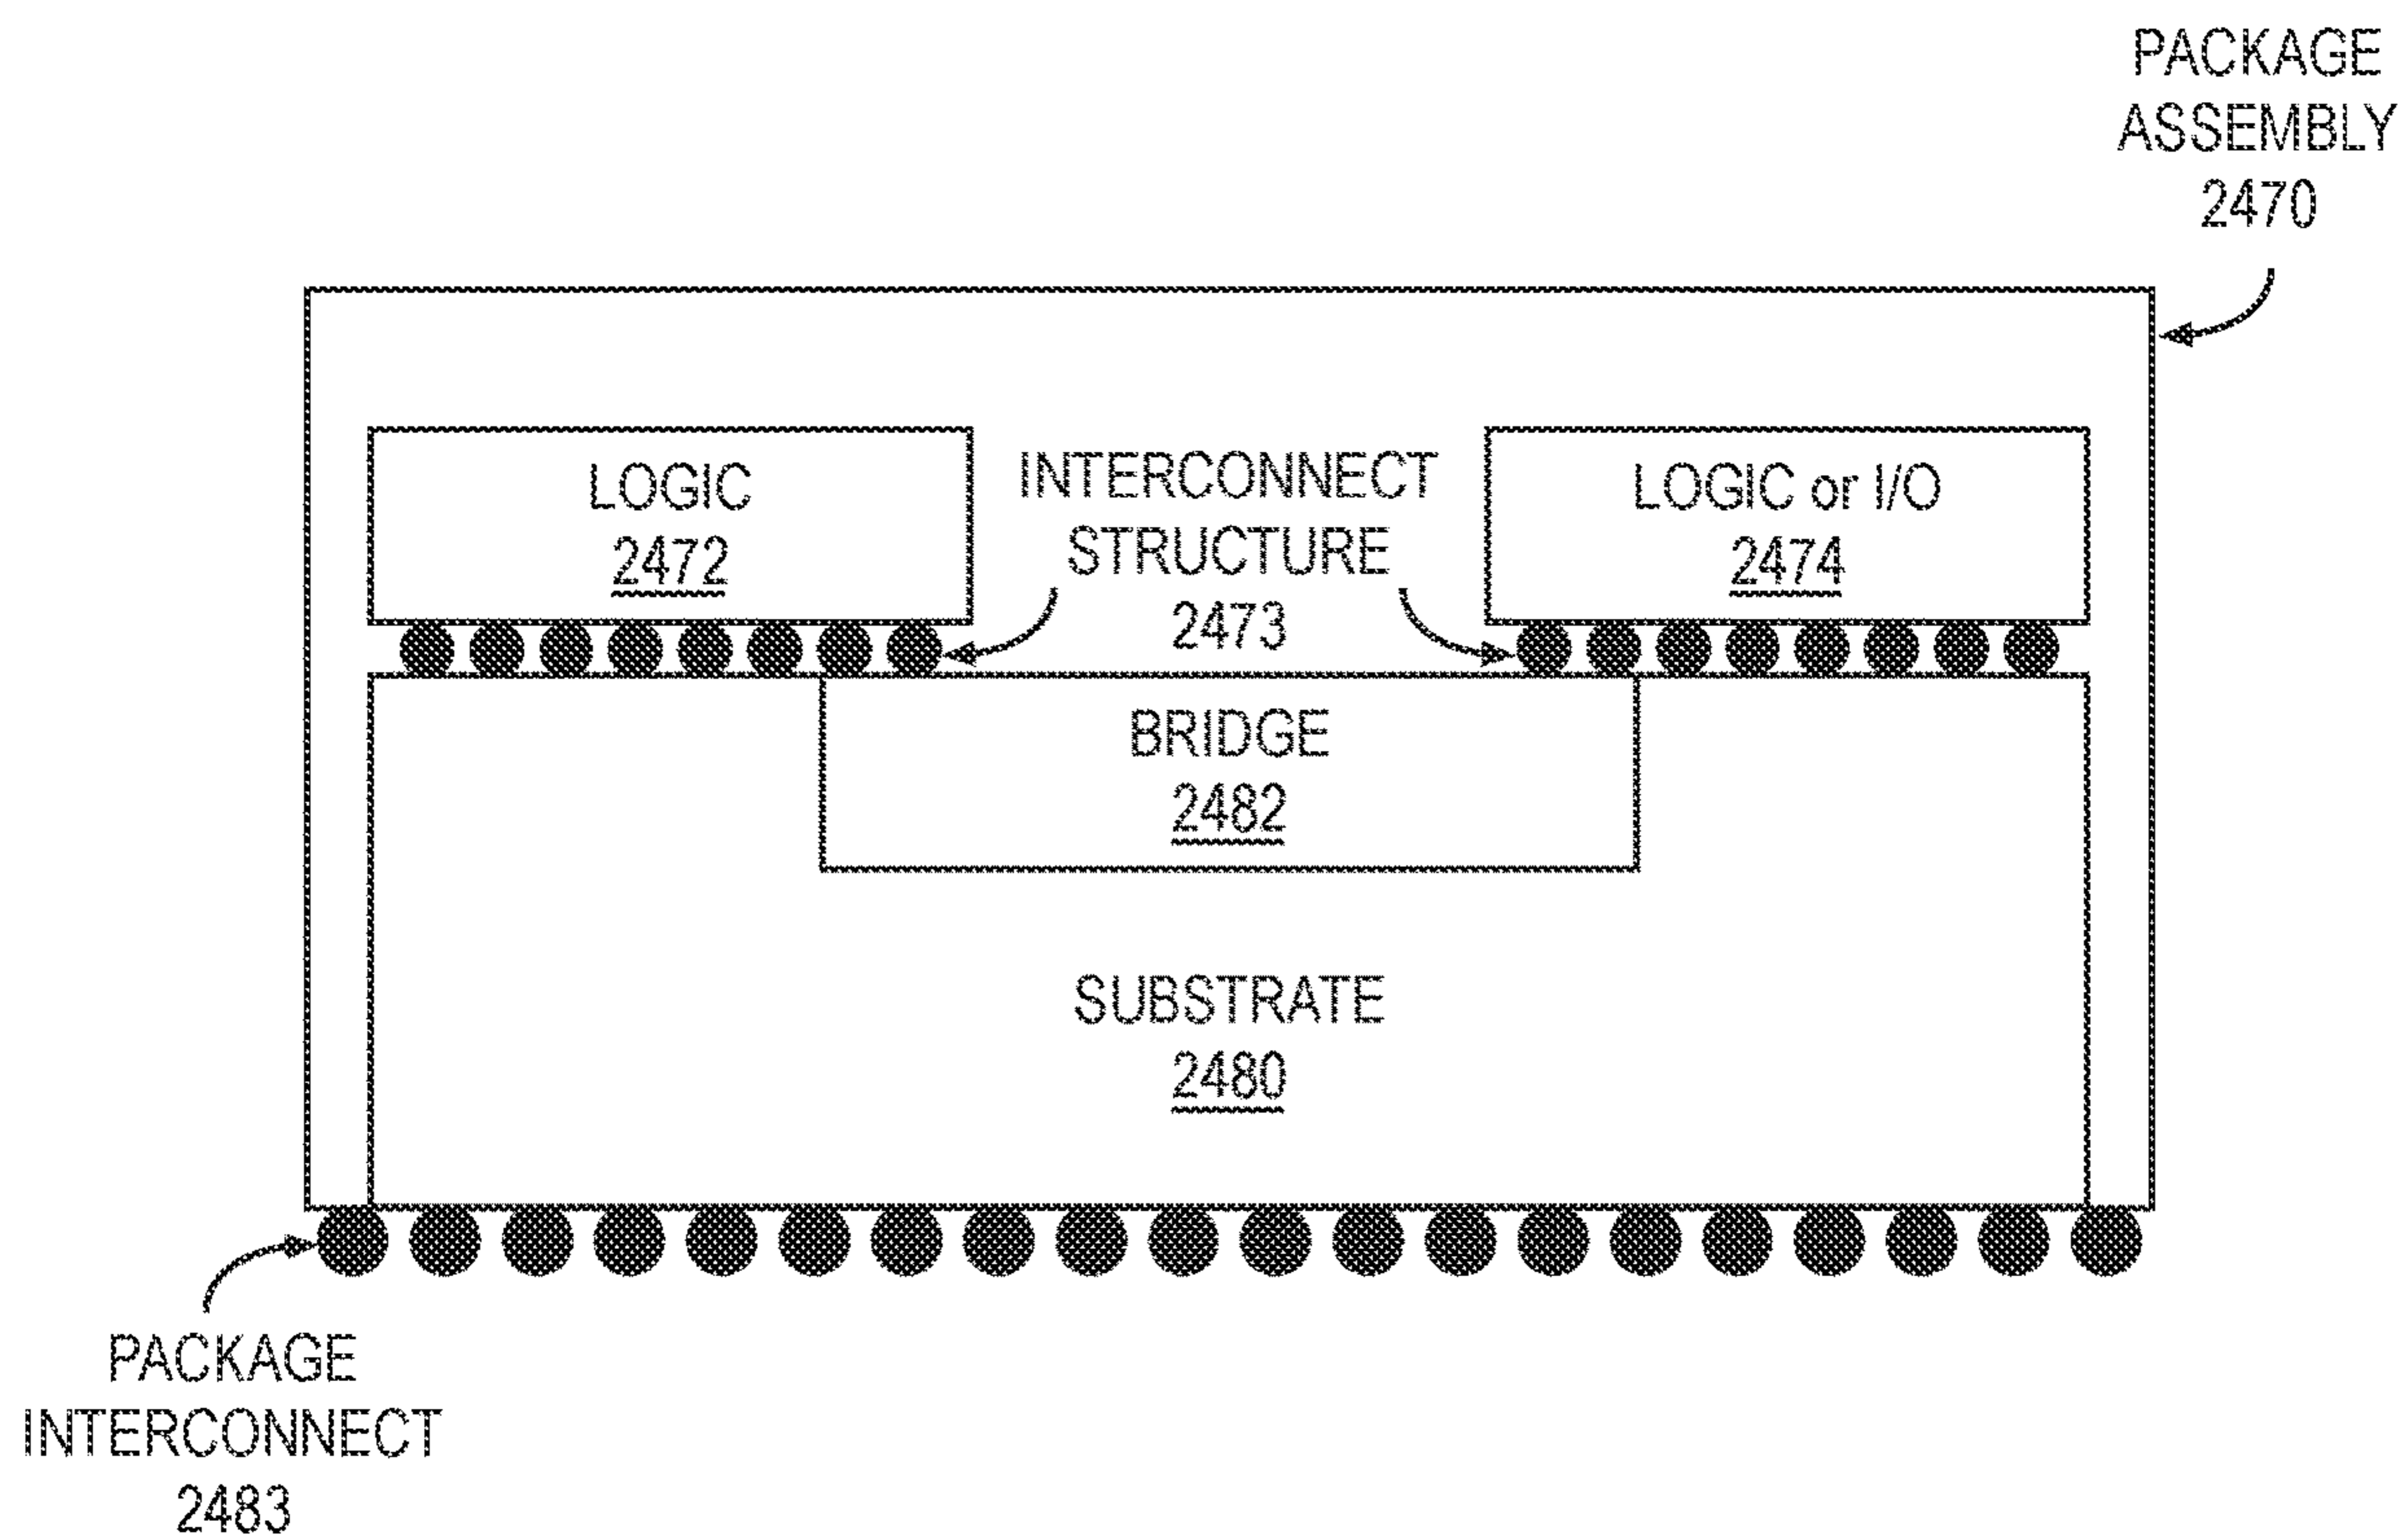 PACKAGE
ASSEMBLY
2470
LOGIC
2472
INTERCONNECT
STRUCTURE
2473
LOGIC or I/O
2474
BRIDGE
2482
SUBSTRATE
2480
PACKAGE
INTERCONNECT
2483